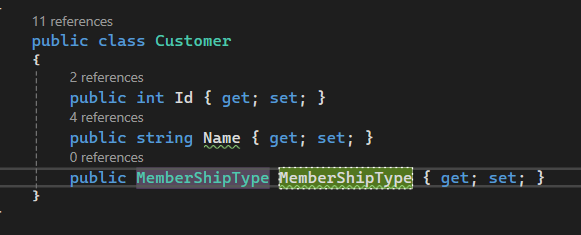 11 references
public class Customer
{
2 references
public int Id { get; set; }
4 references
public string Name { get; set; }
0 references
public MemberShipType MemberShipType { get; set; }
}